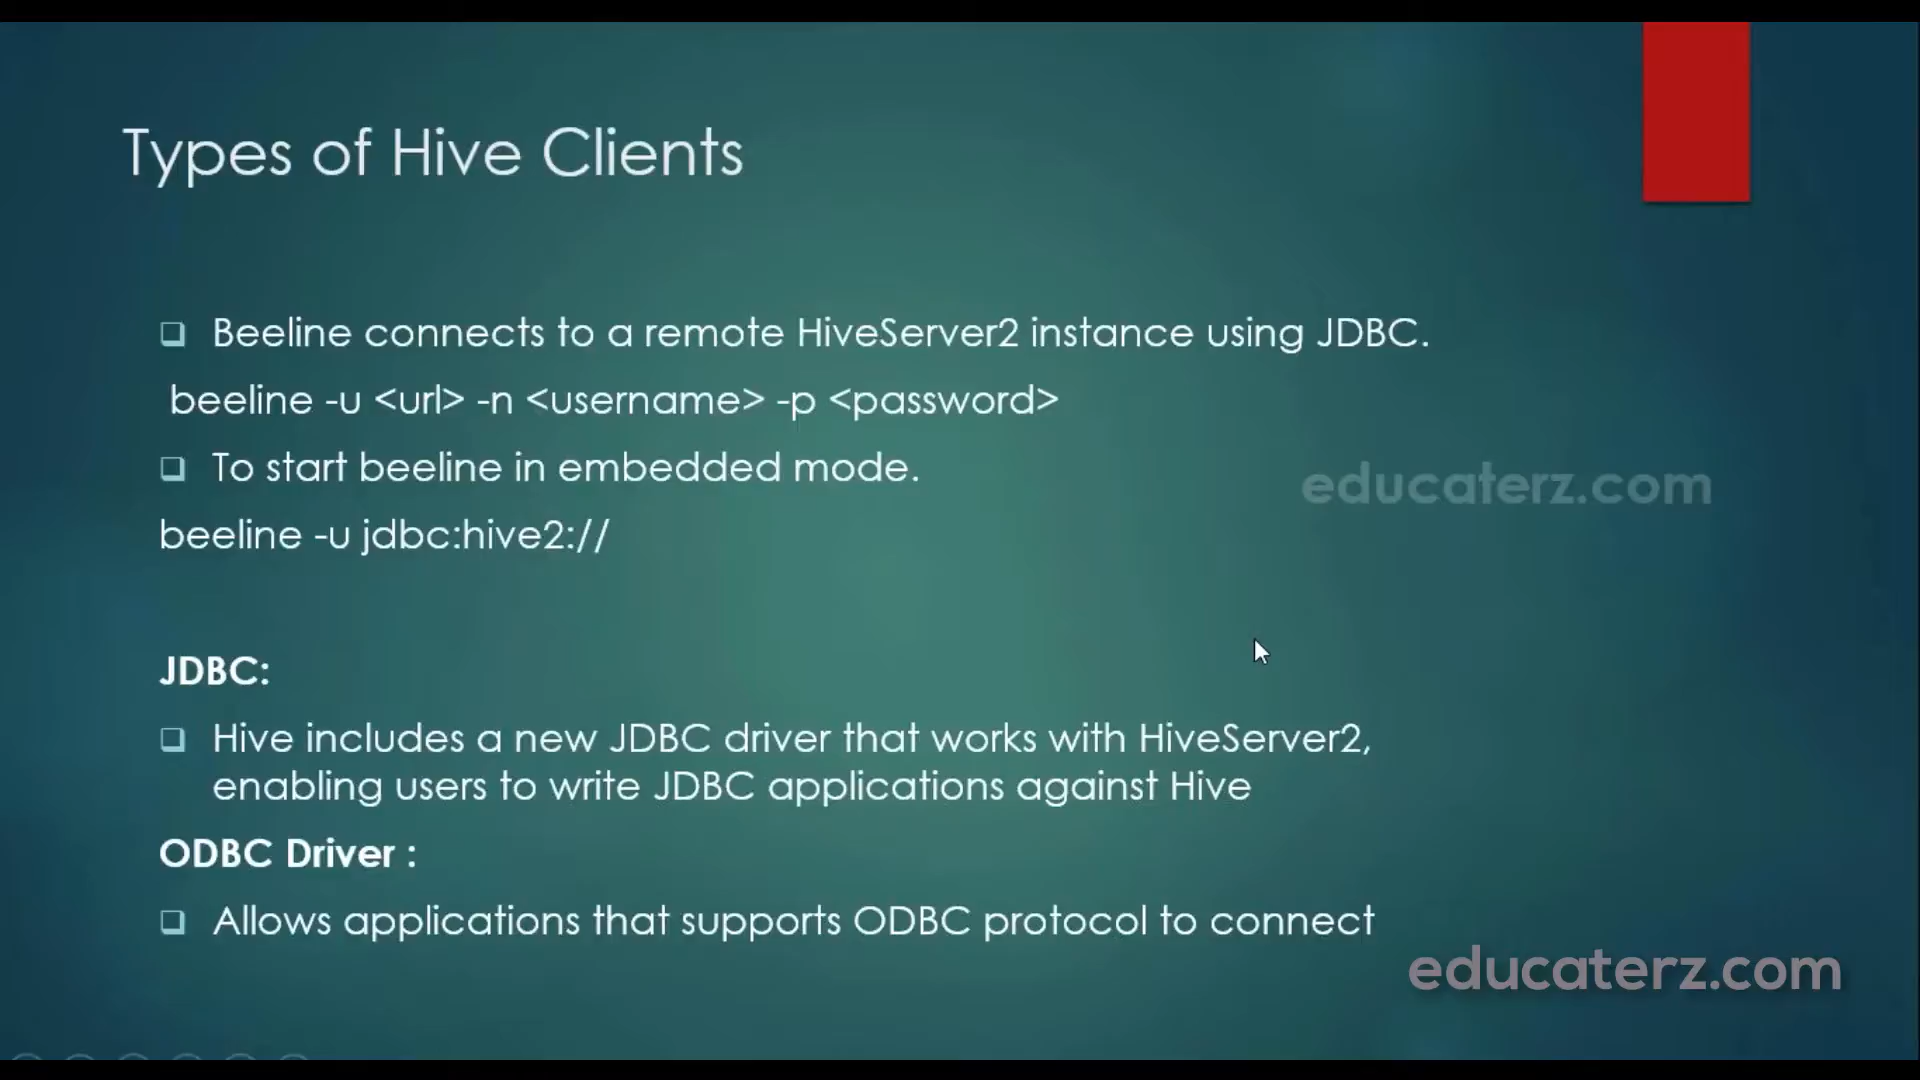 Types of Hive Clients
Beeline connects to a remote HiveServer2 instance using JDBC.
beeline -u <url> -n <username> -p <password>
To start beeline in embedded mode.
educaterz.com
beeline -u jdbc:hive2://
JDBC:
Hive includes a new JDBC driver that works with HiveServer2,
enabling users to write JDBC applications against Hive
ODBC Driver :
Allows applications that supports ODBC protocol to connect
educaterz.com